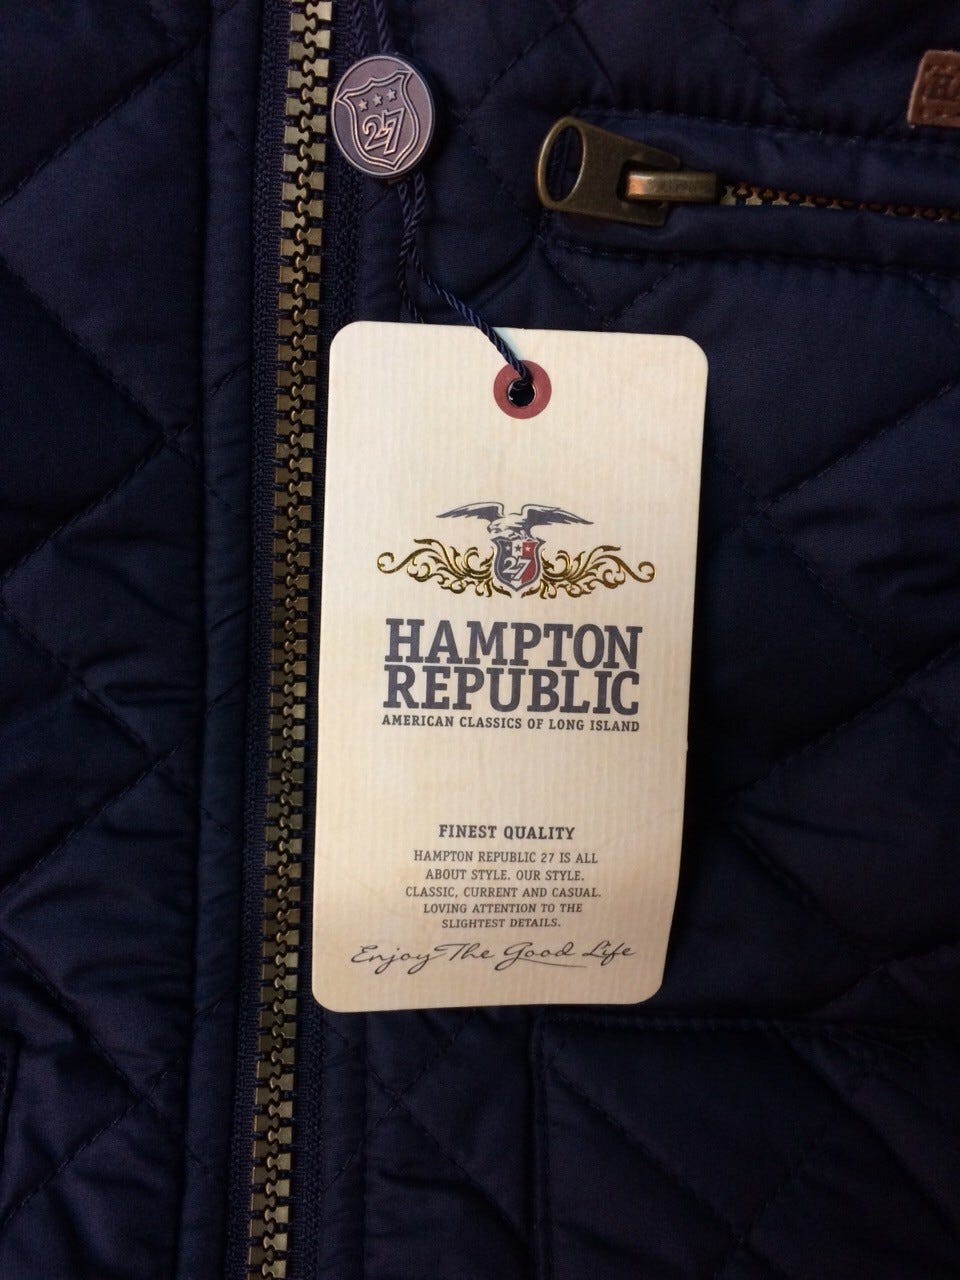 27
27
HAMPTON
REPUBLIC
AMERICAN CLASSICS OF LONG ISLAND
FINEST QUALITY
HAMPTON REPUBLIC 27 IS ALL
ABOUT STYLE. OUR STYLE.
CLASSIC, CURRENT AND CASUAL.
LOVING ATTENTION TO THE
SLIGHTEST DETAILS.
Enjoy The Good Life